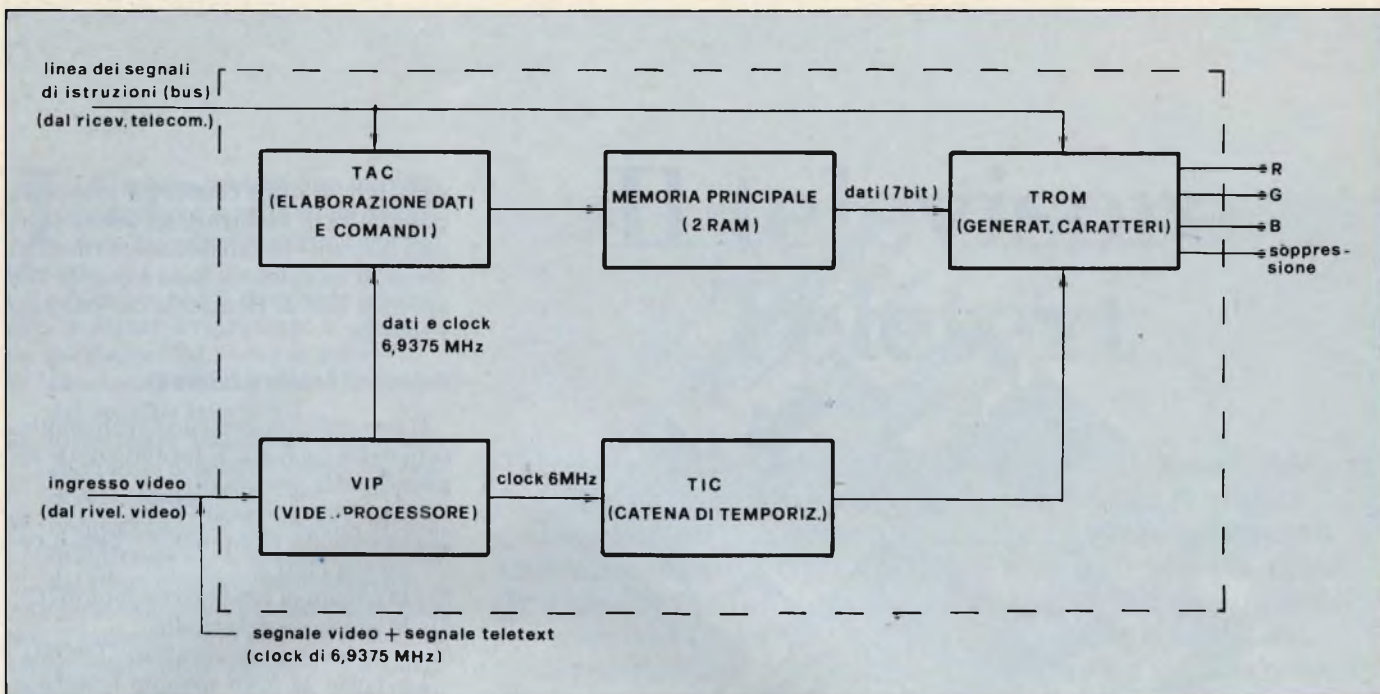 linea dei segnali
di istruzioni (bus)
(dal ricev. telecom.)
TAC
(ELABORAZIONE DATI
E COMANDI)
MEMORIA PRINCIPALE
(2 RAM)
dati (7bit)
TROM
(GENERAT. CARATTERI)
R
G
B
soppres-
sione
dati e clock
6,9375 MHz
ingresso video
(dal rivel. video)
VIP
(VIDE..PROCESSORE)
clock 6MHz
TIC
(CATENA DI TEMPORIZ.)
segnale video + segnale teletext
(clock di 6,9375 MHz)